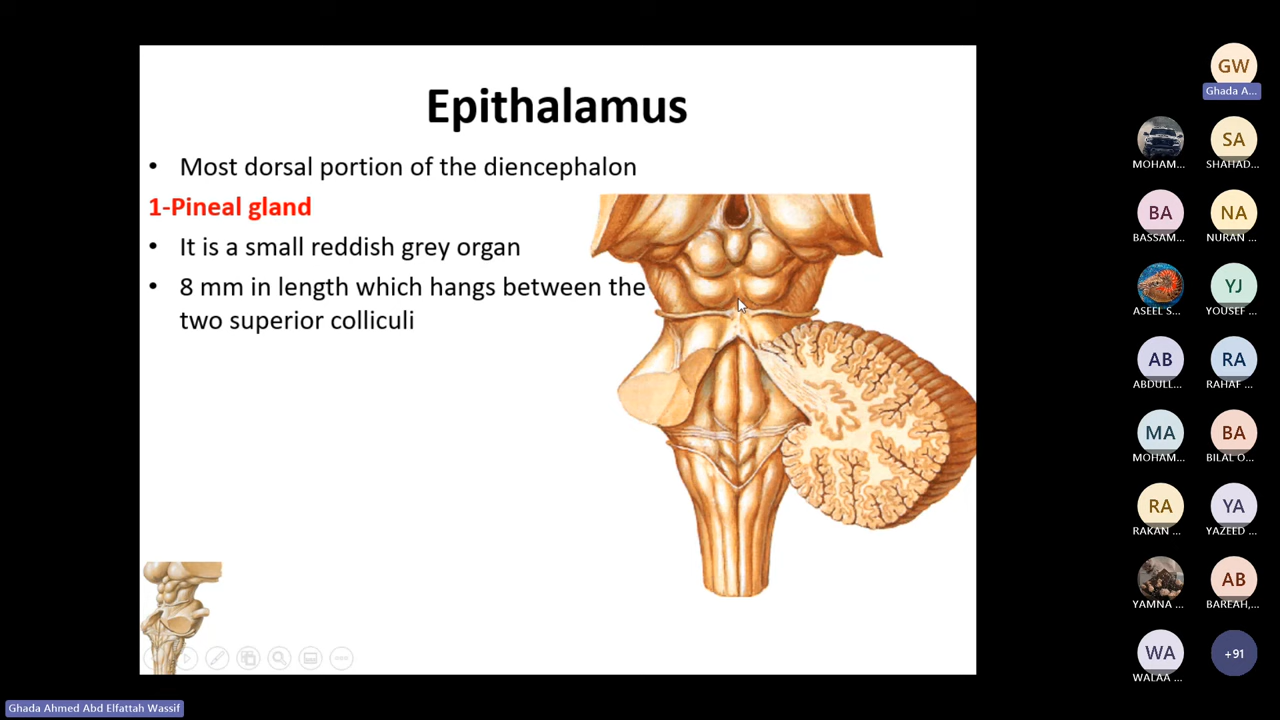 Epithalamus
• Most dorsal portion of the diencephalon
1-Pineal gland
• It is a small reddish grey organ
• 8 mm in length which hangs between the
two superior colliculi
GW
Ghada A...
MOHAM...
SA
SHAHAD...
BA
BASSAM...
NA
NURAN ...
ASEEL S...
YJ
YOUSEF ...
AB
ABDULL...
RA
RAHAF ...
MA
MOHAM...
BA
BILAL O...
RA
RAKAN ...
YA
YAZEED ...
YAMNA ...
AB
BAREAH,...
WA
WALAA ...
+91
Ghada Ahmed Abd Elfattah Wassif